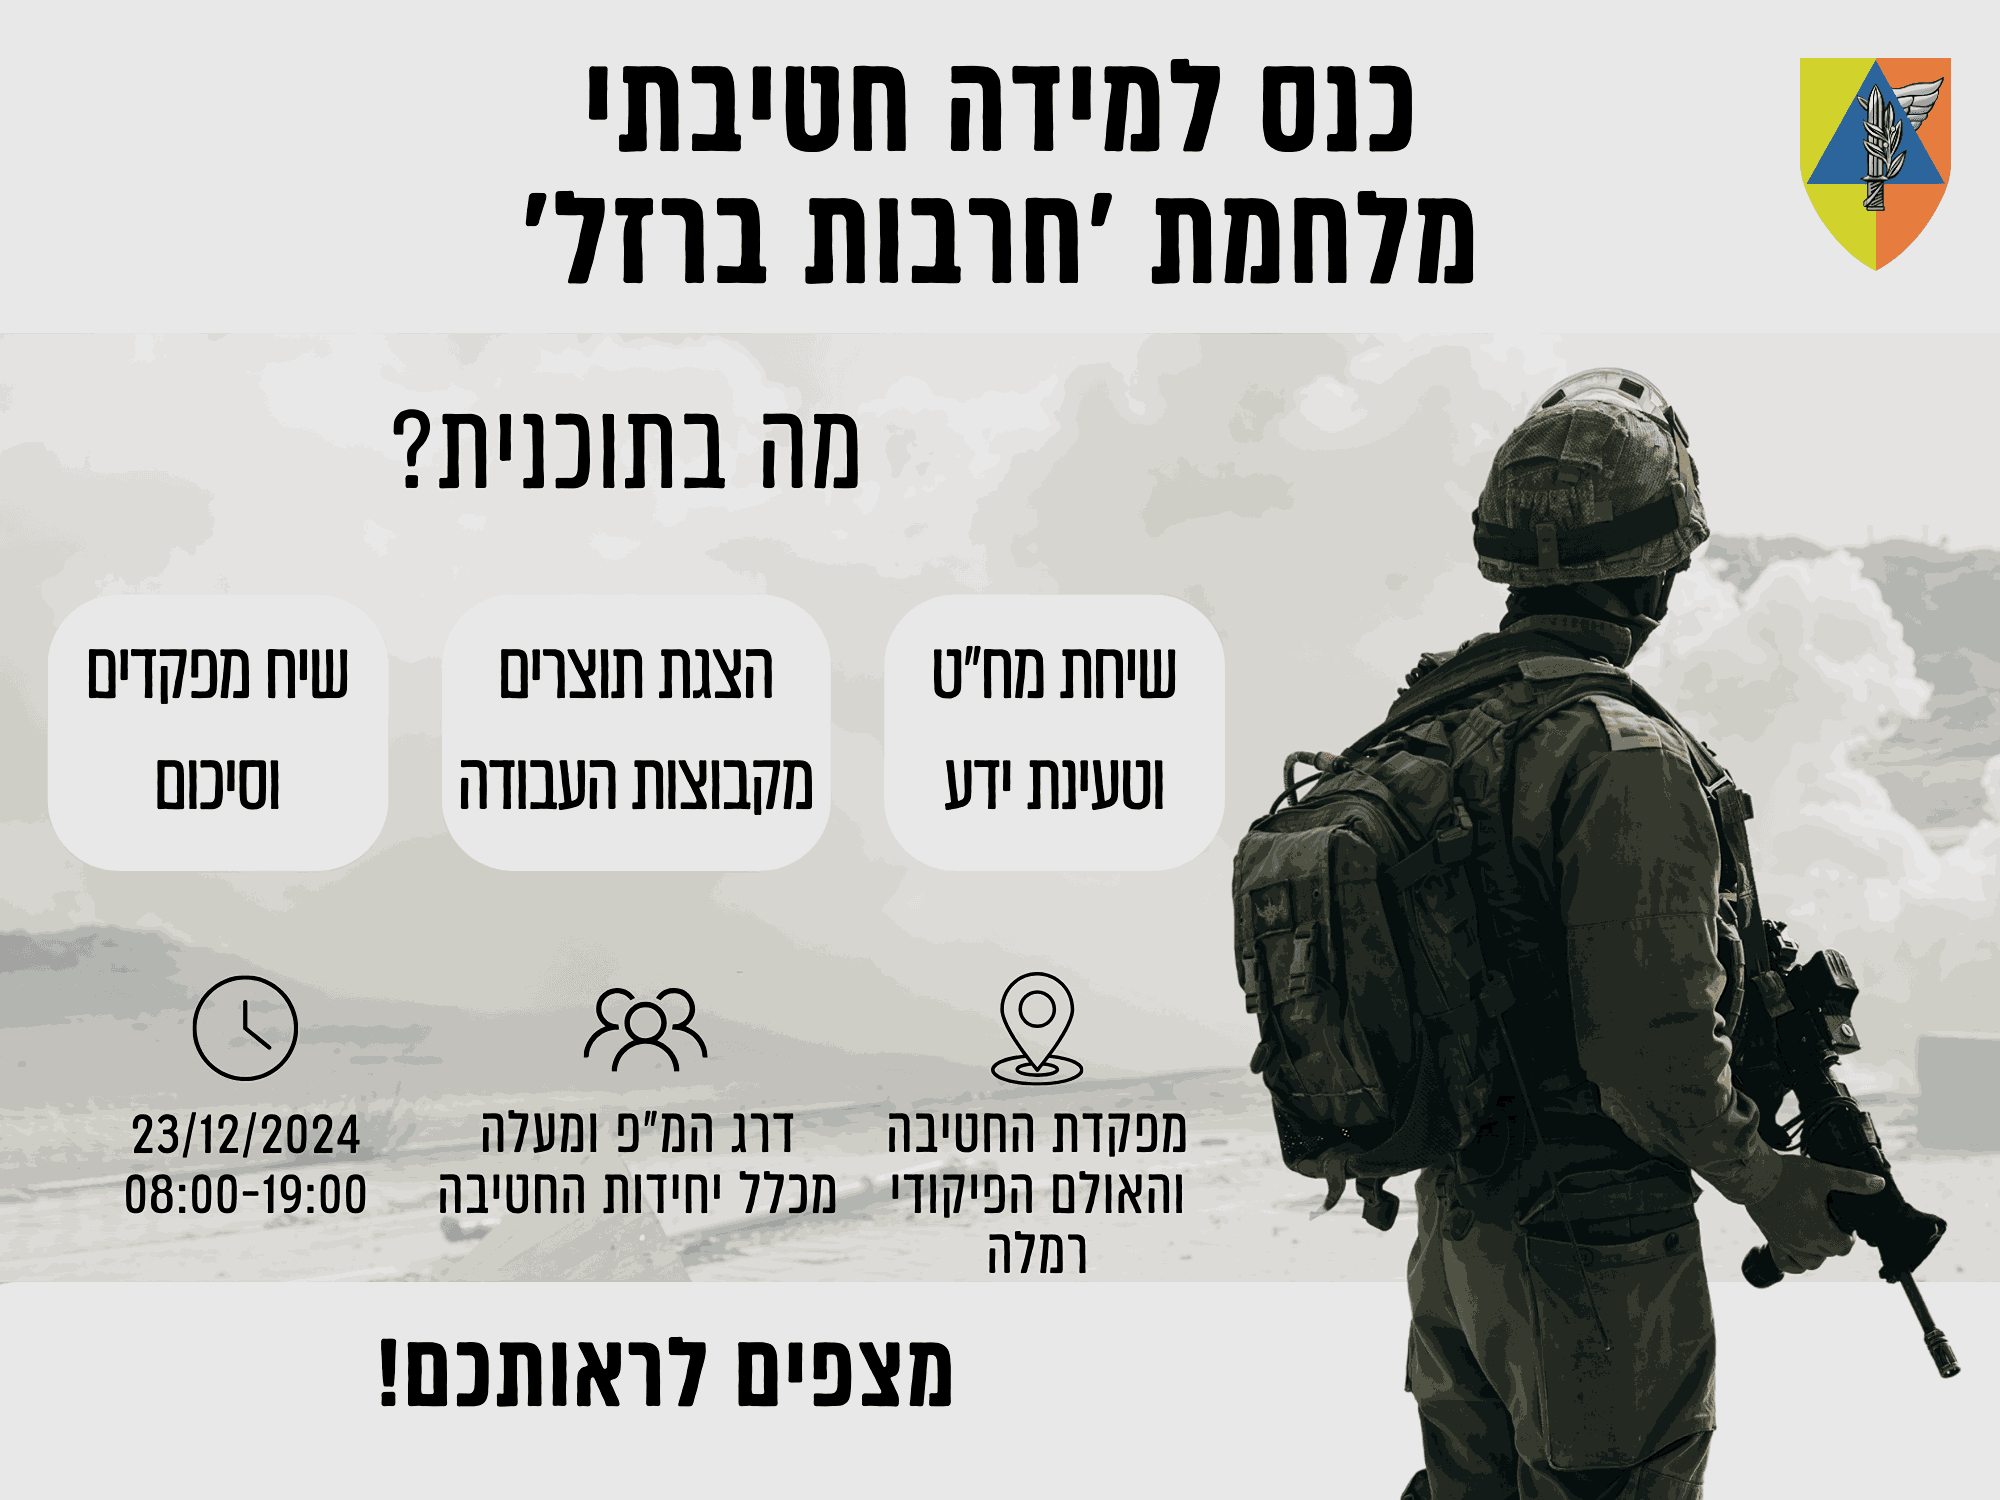 כנס למידה חטיבתי
מלחמת 'חרבות ברזל'
מה בתוכנית?
שיחת מח"ט
וטעינת ידע
הצגת תוצרים
מקבוצות העבודה
שיח מפקדים
וסיכום
מפקדת החטיבה
והאולם הפיקודי
רמלה
דרג המ"פ ומעלה
מכלל יחידות החטיבה
23/12/2024
08:00-19:00
מצפים לראותכם!